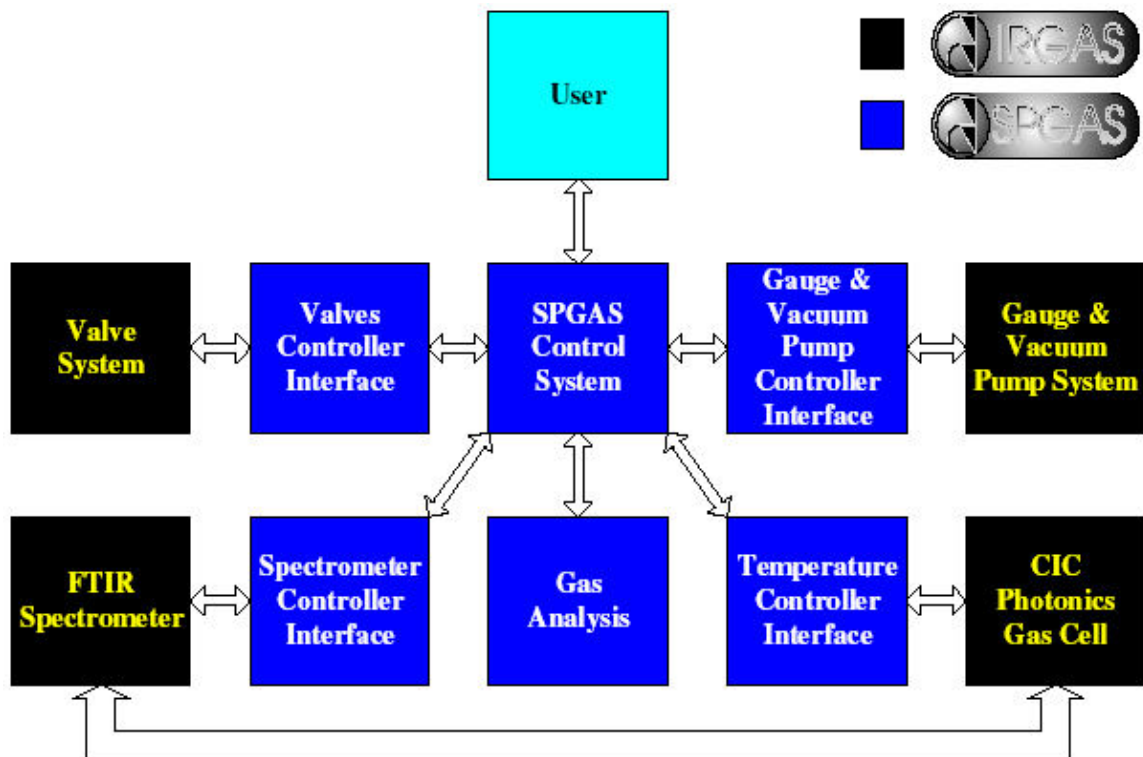 User
IRGAS
SPGAS
Valve
System
Valves
Controller
Interface
SPGAS
Control
System
Gauge &
Vacuum
Pump
Controller
Interface
Gauge &
Vacuum
Pump System
FTIR
Spectrometer
Spectrometer
Controller
Interface
Gas
Analysis
Temperature
Controller
Interface
CIC
Photonics
Gas Cell